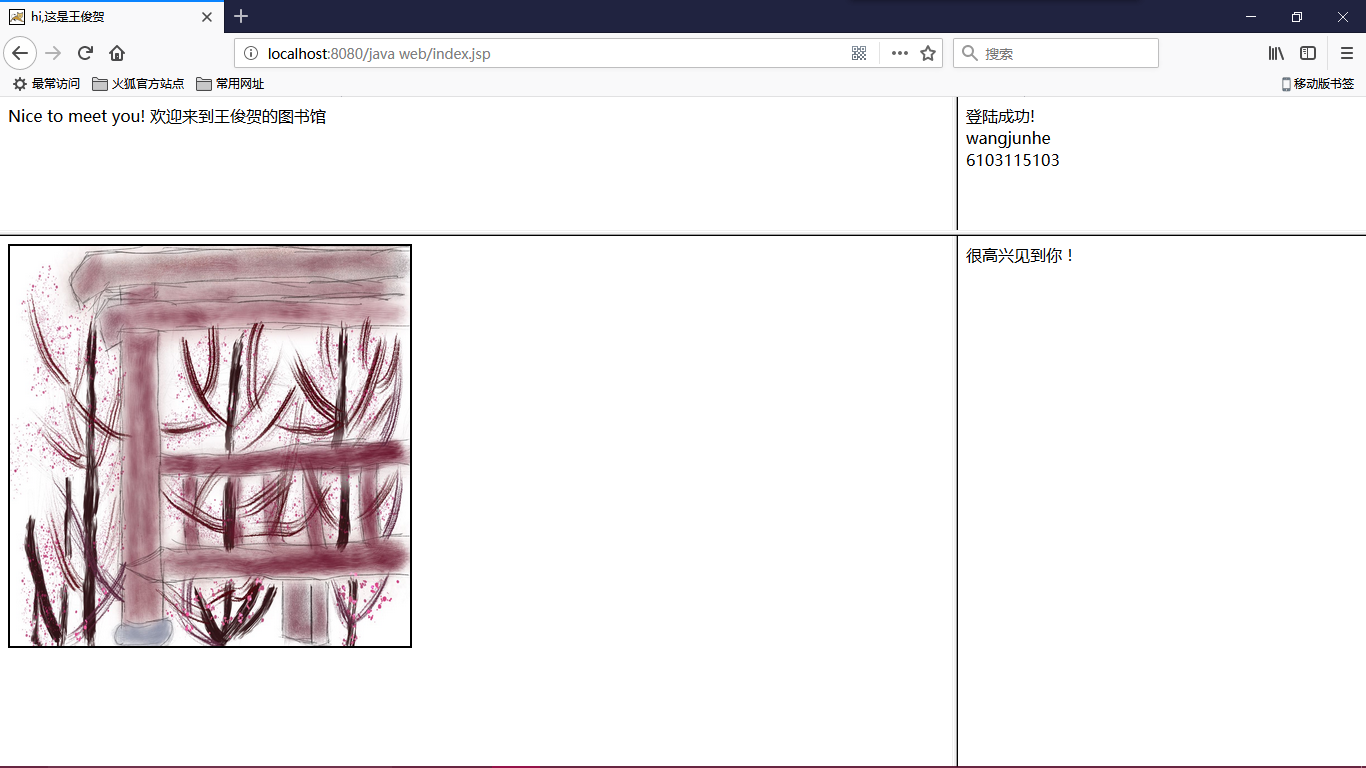 hi,这是王俊贺
localhost:8080/java web/index.jsp
搜索
最常访问 火狐官方站点 常用网址 移动版书签
Nice to meet you! 欢迎来到王俊贺的图书馆
登陆成功!
wangjunhe
6103115103
很高兴见到你！